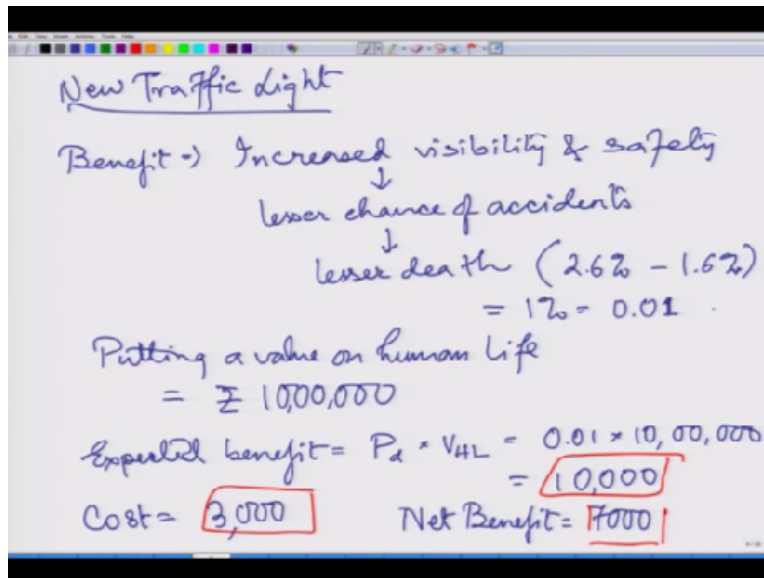 New Traffic Light
Benefit → Increased visibility & safety
↓
lesser chance of accidents
↓
lesser death (2.6% - 1.6%)
= 1% - 0.01
Putting a value on human life
= ₹ 10,00,000
Expected benefit = Pd * VHL = 0.01 * 10,00,000
= 10,000
Cost = 3,000 Net Benefit = 7000